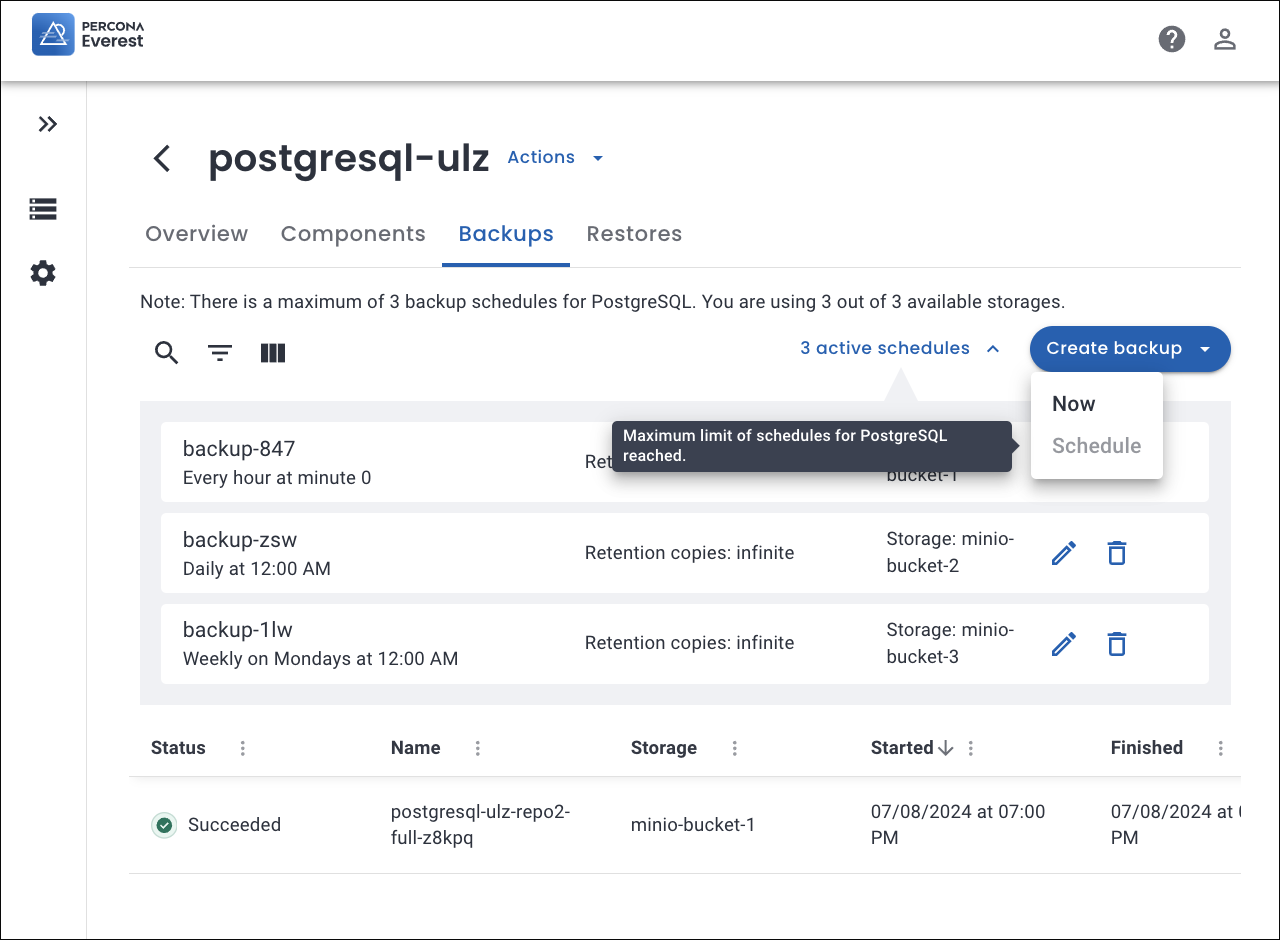 PERCONA
Everest
postgresql-ulz
Actions
Overview Components Backups Restores
Note: There is a maximum of 3 backup schedules for PostgreSQL. You are using 3 out of 3 available storages.
3 active schedules
Create backup
Now
Schedule
Maximum limit of schedules for PostgreSQL
reached.
backup-847
Every hour at minute 0
Ret
bucket-1
backup-zsw
Daily at 12:00 AM
Retention copies: infinite
Storage: minio-
bucket-2
backup-1lw
Weekly on Mondays at 12:00 AM
Retention copies: infinite
Storage: minio-
bucket-3
Status Name Storage Started Finished
Succeeded
postgresql-ulz-repo2-
full-z8kpq
minio-bucket-1
07/08/2024 at 07:00
PM
07/08/2024 at
PM